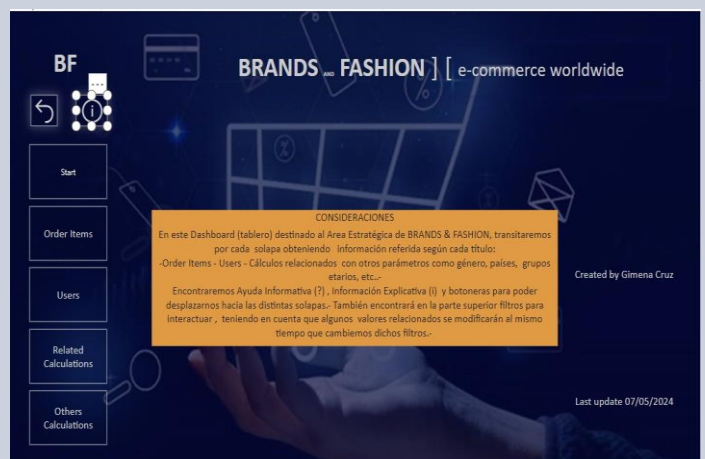 BF
BRANDS AND FASHION ] [ e-commerce worldwide
...
i
Start
Order Items
Users
Related
Calculations
Others
Calculations
CONSIDERACIONES
En este Dashboard (tablero) destinado al Area Estratégica de BRANDS & FASHION, transitaremos
por cada solapa obteniendo información referida según cada título:
-Order Items - Users - Cálculos relacionados con otros parámetros como género, países, grupos
etarios, etc..-
Encontraremos Ayuda Informativa (?) , Información Explicativa (i) y botoneras para poder
desplazarnos hacia las distintas solapas.- También encontrará en la parte superior filtros para
interactuar , teniendo en cuenta que algunos valores relacionados se modificarán al mismo
tiempo que cambiemos dichos filtros.-
Created by Gimena Cruz
Last update 07/05/2024